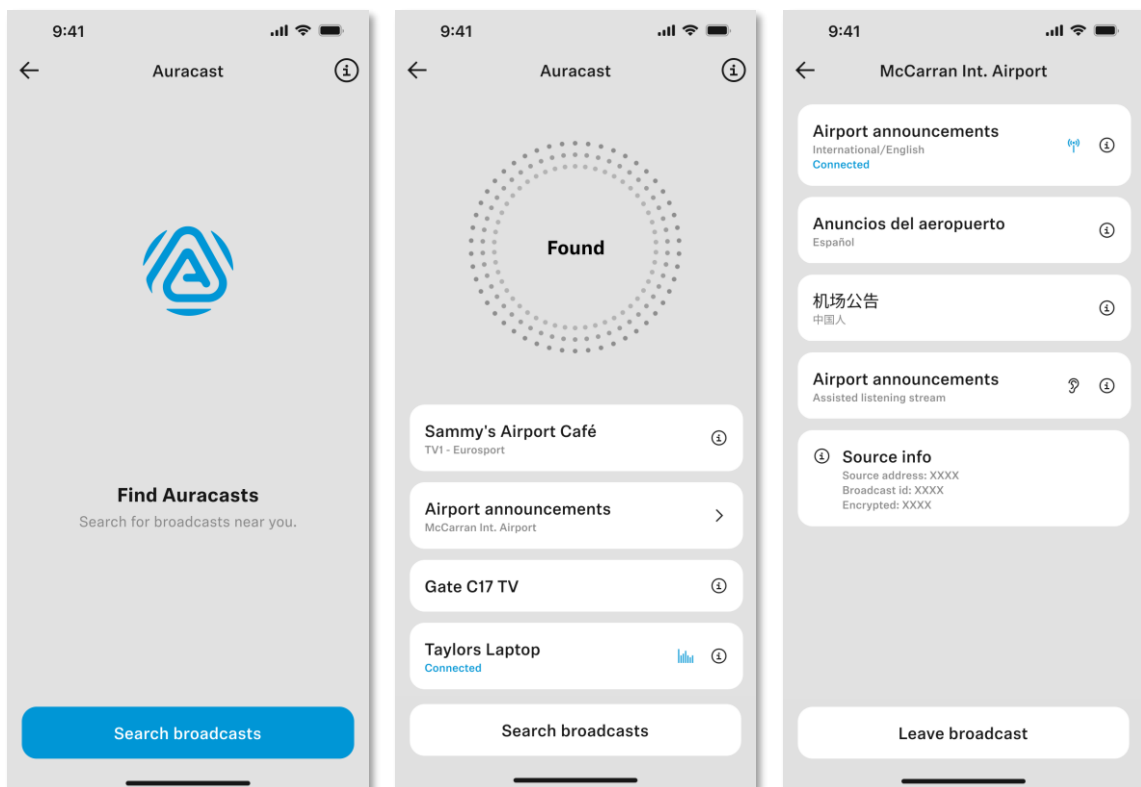 9:41
Auracast
Find Auracasts
Search for broadcasts near you.
Search broadcasts
9:41
Auracast
Found
Sammy's Airport Café
TV1 - Eurosport
Airport announcements
McCarran Int. Airport
Gate C17 TV
Taylors Laptop
Connected
Search broadcasts
9:41
McCarran Int. Airport
Airport announcements
International/English
Connected
Anuncios del aeropuerto
Español
机场公告
中国人
Airport announcements
Assisted listening stream
Source info
Source address: XXXX
Broadcast id: XXXX
Encrypted: XXXX
Leave broadcast